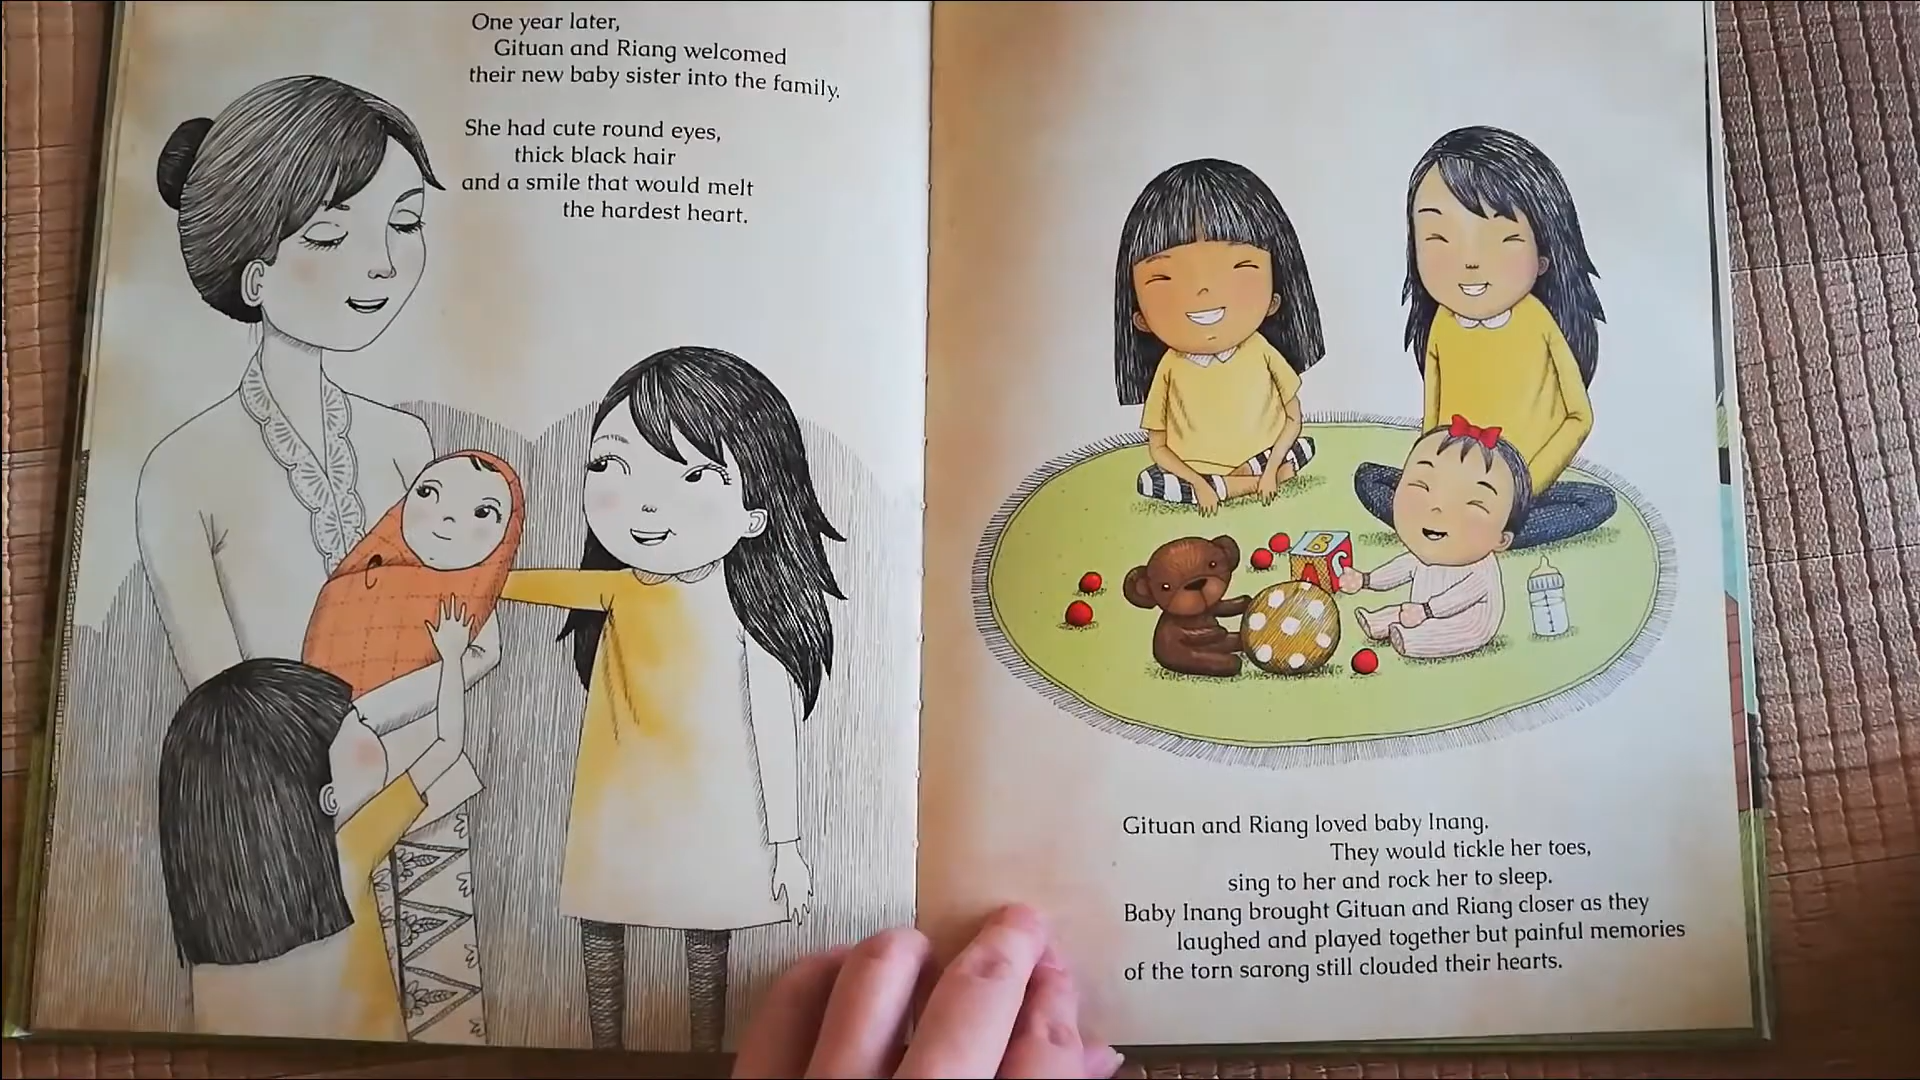 One year later,
Gituan and Riang welcomed
their new baby sister into the family.
She had cute round eyes,
thick black hair
and a smile that would melt
the hardest heart.
B
A C
Gituan and Riang loved baby Inang.
They would tickle her toes,
sing to her and rock her to sleep.
Baby Inang brought Gituan and Riang closer as they
laughed and played together but painful memories
of the torn sarong still clouded their hearts.